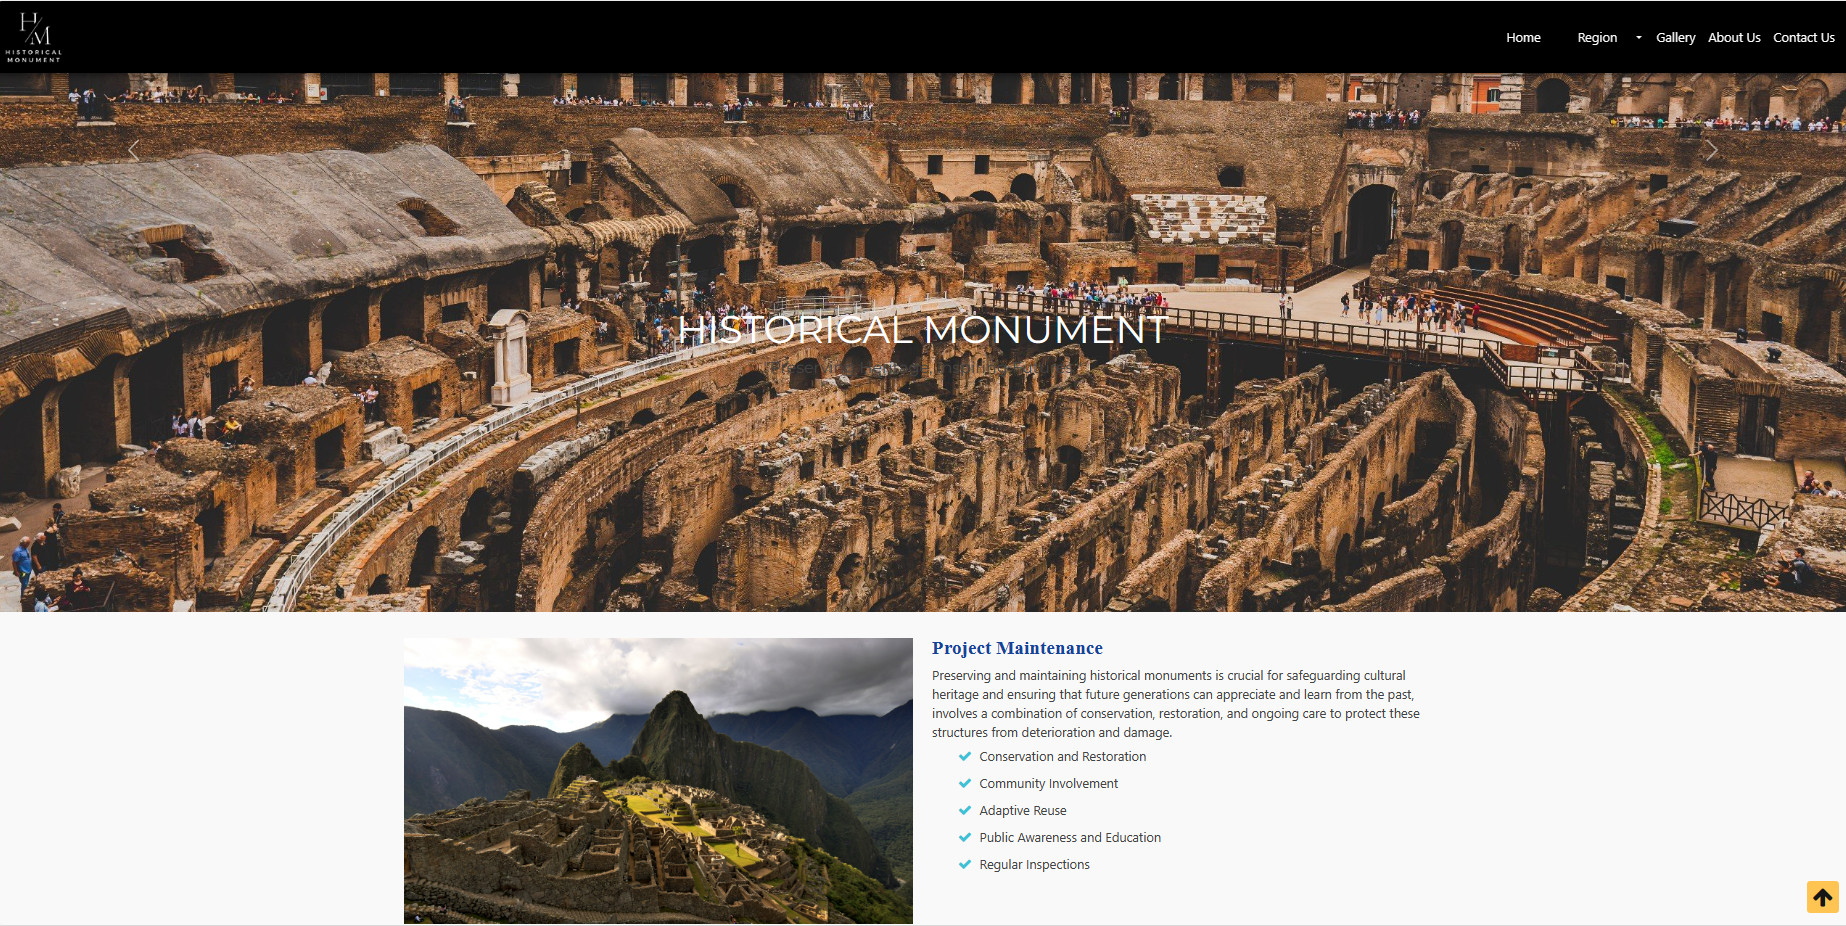 H/M
HISTORICAL
MONUMENT
Home Region Gallery About Us Contact Us
HISTORICAL MONUMENT
Project Maintenance
Preserving and maintaining historical monuments is crucial for safeguarding cultural
heritage and ensuring that future generations can appreciate and learn from the past,
involves a combination of conservation, restoration, and ongoing care to protect these
structures from deterioration and damage.
Conservation and Restoration
Community Involvement
Adaptive Reuse
Public Awareness and Education
Regular Inspections